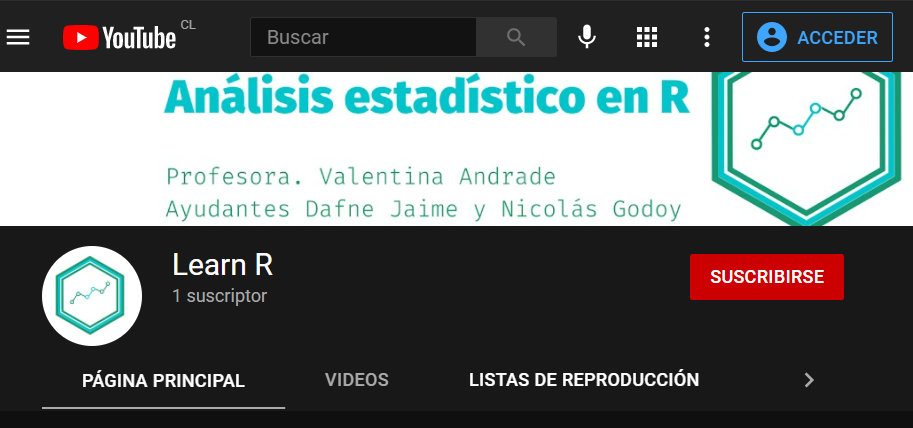 YouTube CL
Buscar
ACCEDER
Análisis estadístico en R
Profesora. Valentina Andrade
Ayudantes Dafne Jaime y Nicolás Godoy
Learn R
1 suscriptor
SUSCRIBIRSE
PÁGINA PRINCIPAL VIDEOS LISTAS DE REPRODUCCIÓN